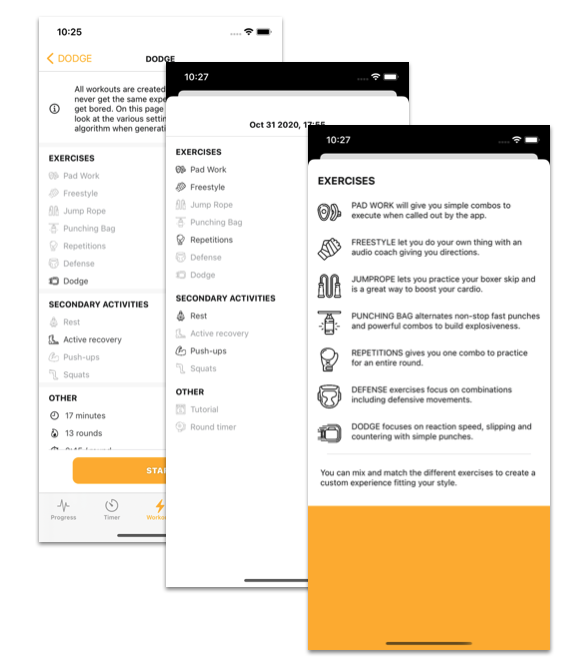 10:25
DODGE
DODGE
All workouts are created
never get the same expe
get bored. On this page
look at the various settin
algorithm when generati
EXERCISES
Pad Work
Freestyle
Jump Rope
Punching Bag
Repetitions
Defense
Dodge
SECONDARY ACTIVITIES
Rest
Active recovery
Push-ups
Squats
OTHER
17 minutes
13 rounds
STAR
Progress
Timer
Workou
10:27
Oct 31 2020, 17:55
EXERCISES
Pad Work
Freestyle
Jump Rope
Punching Bag
Repetitions
Defense
Dodge
SECONDARY ACTIVITIES
Rest
Active recovery
Push-ups
Squats
OTHER
Tutorial
Round timer
10:27
EXERCISES
PAD WORK will give you simple combos to
execute when called out by the app.
FREESTYLE let you do your own thing with an
audio coach giving you directions.
JUMPROPE lets you practice your boxer skip and
is a great way to boost your cardio.
PUNCHING BAG alternates non-stop fast punches
and powerful combos to build explosiveness.
REPETITIONS gives you one combo to practice
for an entire round.
DEFENSE exercises focus on combinations
including defensive movements.
DODGE focuses on reaction speed, slipping and
countering with simple punches.
You can mix and match the different exercises to create a
custom experience fitting your style.